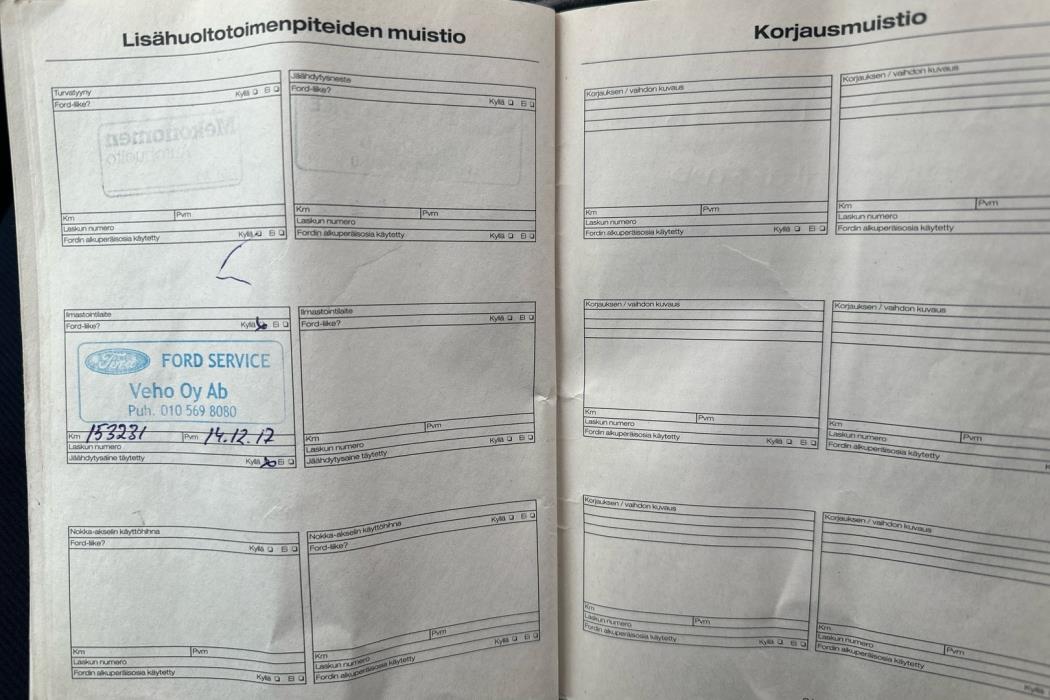 Lisähuoltotoimenpiteiden muistio
Turvatyyny
Ford-liike? Kyllä Ei
Km Pvm
Laskun numero
Fordin alkuperäisosia käytetty Kyllä Ei
Jäähdytysneste
Ford-liike? Kyllä Ei
Km Pvm
Laskun numero
Fordin alkuperäisosia käytetty Kyllä Ei
Ilmastointilaite
Ford-liike? Kyllä Ei
Ford FORD SERVICE
Veho Oy Ab
Puh. 010 569 8080
Km 153231 Pvm 14.12.17
Laskun numero
Jäähdytysaine täytetty Kyllä Ei
Ilmastointilaite
Ford-liike? Kyllä Ei
Km Pvm
Laskun numero
Jäähdytysaine täytetty Kyllä Ei
Nokka-akselin käyttöhihna
Ford-liike? Kyllä Ei
Km Pvm
Laskun numero
Fordin alkuperäisosia käytetty Kyllä Ei
Nokka-akselin käyttöhihna
Ford-liike? Kyllä Ei
Km Pvm
Laskun numero
Fordin alkuperäisosia käytetty Kyllä Ei
Korjausmuistio
Korjauksen / vaihdon kuvaus
Km Pvm
Laskun numero
Fordin alkuperäisosia käytetty Kyllä Ei
Korjauksen / vaihdon kuvaus
Km Pvm
Laskun numero
Fordin alkuperäisosia käytetty
Korjauksen / vaihdon kuvaus
Km Pvm
Laskun numero
Fordin alkuperäisosia käytetty Kyllä Ei
Korjauksen / vaihdon kuvaus
Km Pvm
Laskun numero
Fordin alkuperäisosia käytetty
Korjauksen / vaihdon kuvaus
Km Pvm
Laskun numero
Fordin alkuperäisosia käytetty Kyllä Ei
Korjauksen / vaihdon kuvaus
Km Pvm
Laskun numero
Fordin alkuperäisosia käytetty Kyllä